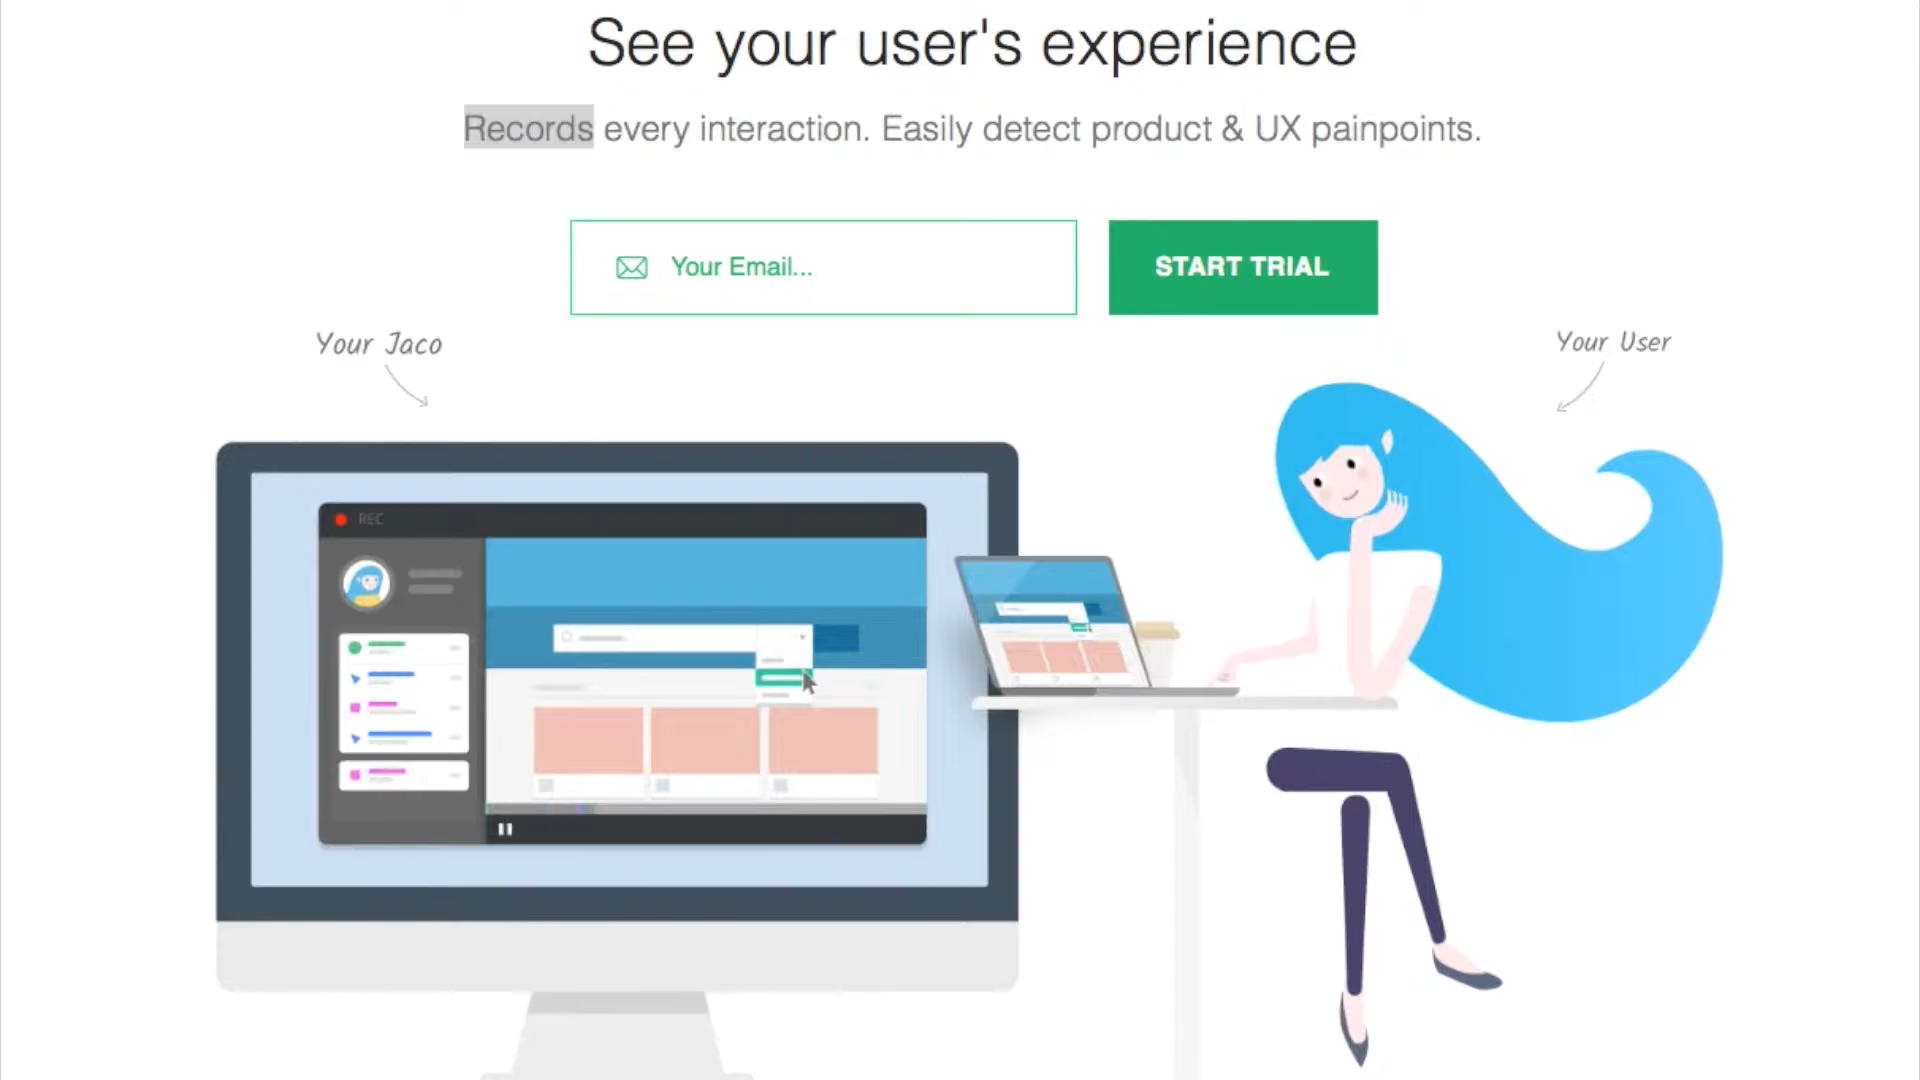 See your user's experience
Records every interaction. Easily detect product & UX painpoints.
Your Email...
START TRIAL
Your Jaco
Your User
REC